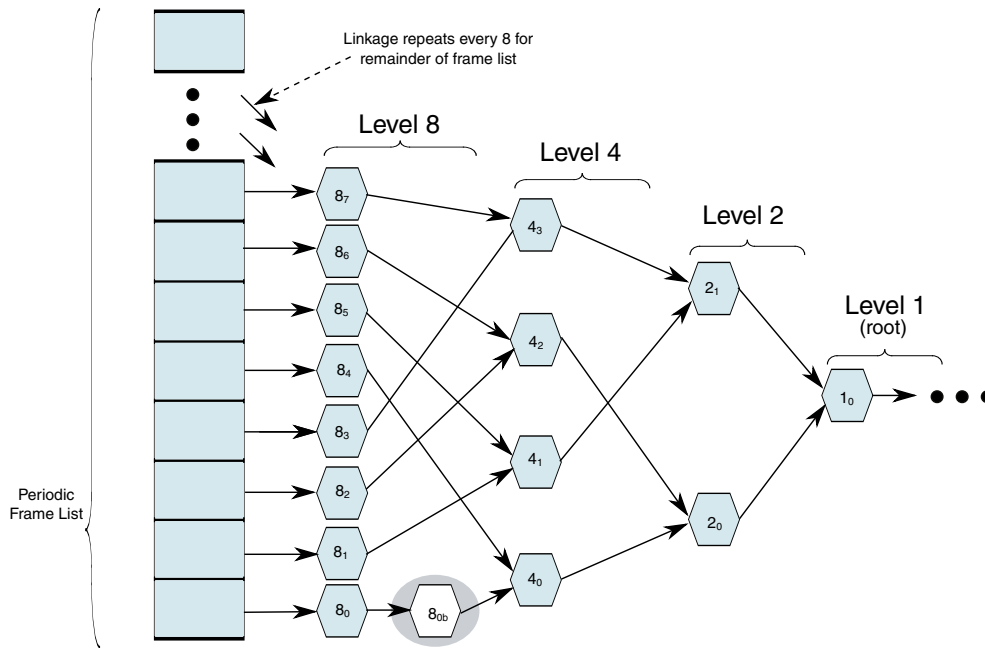 Linkage repeats every 8 for
remainder of frame list
Level 8
Level 4
Level 2
Level 1
(root)
8₇
8₆
8₅
8₄
8₃
8₂
8₁
8₀
8₀b
4₃
4₂
4₁
4₀
2₁
2₀
1₀
Periodic
Frame List